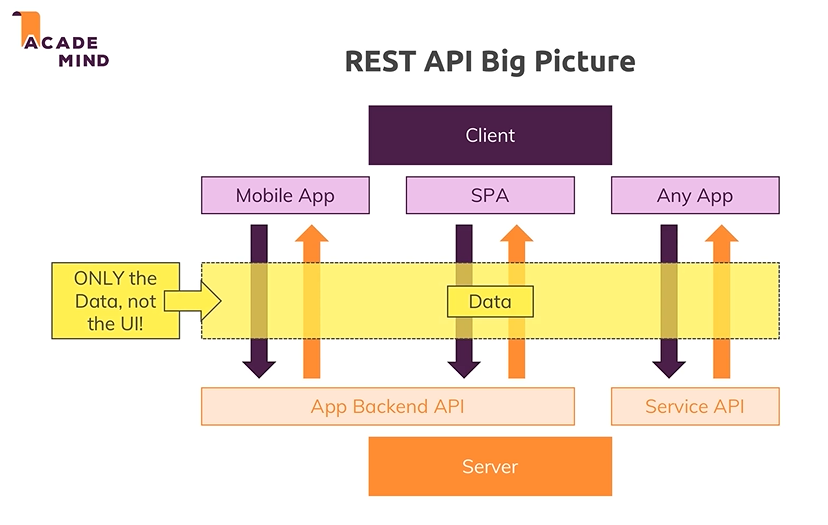 ACADE
MIND
REST API Big Picture
Client
Mobile App
SPA
Any App
ONLY the
Data, not
the UI!
Data
App Backend API
Service API
Server